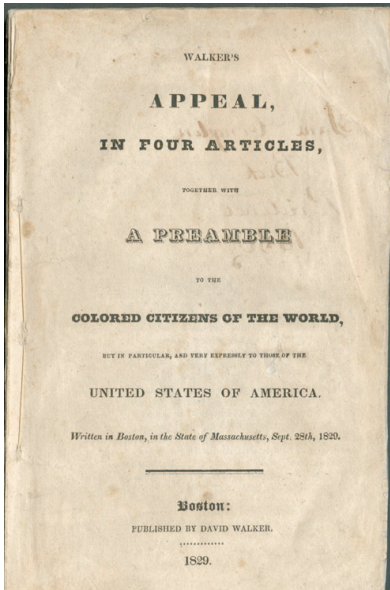 WALKER'S
APPEAL,
IN FOUR ARTICLES,
TOGETHER WITH
A PREAMBLE
TO THE
COLORED CITIZENS OF THE WORLD,
BUT IN PARTICULAR, AND VERY EXPRESSLY TO THOSE OF THE
UNITED STATES OF AMERICA.
Written in Boston, in the State of Massachusetts, Sept. 28th, 1829.
Boston:
PUBLISHED BY DAVID WALKER.
1829.